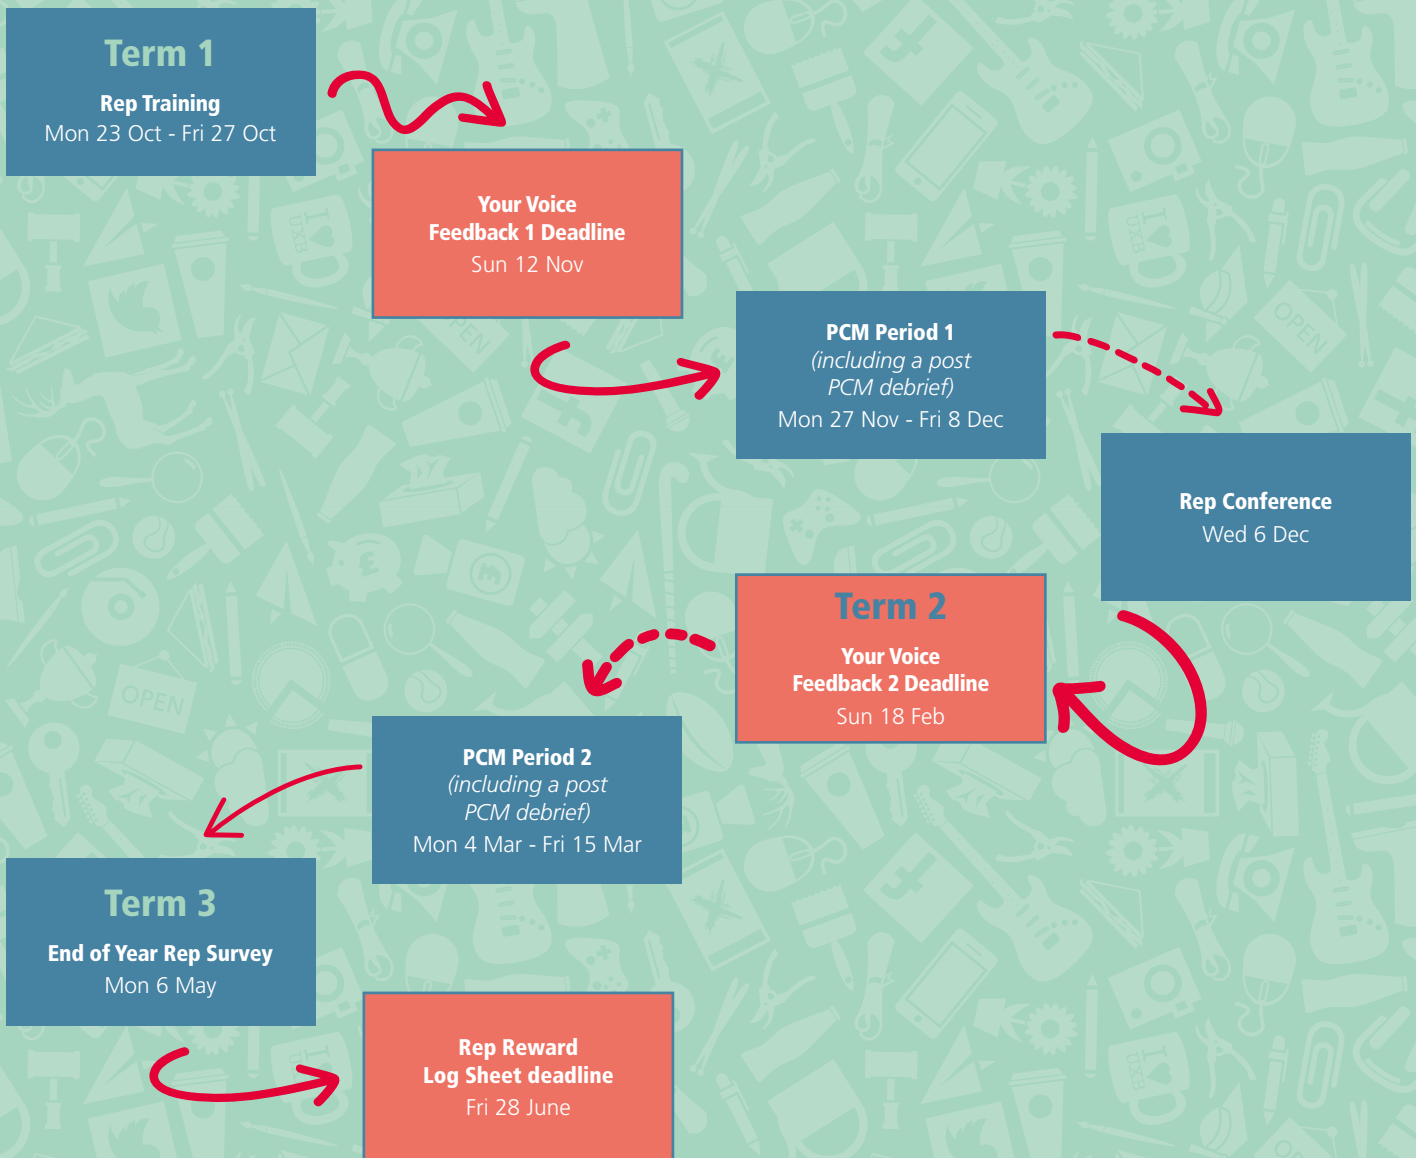 Term 1
Rep Training
Mon 23 Oct - Fri 27 Oct
Your Voice
Feedback 1 Deadline
Sun 12 Nov
PCM Period 1
(including a post
PCM debrief)
Mon 27 Nov - Fri 8 Dec
Rep Conference
Wed 6 Dec
Term 2
Your Voice
Feedback 2 Deadline
Sun 18 Feb
PCM Period 2
(including a post
PCM debrief)
Mon 4 Mar - Fri 15 Mar
Term 3
End of Year Rep Survey
Mon 6 May
Rep Reward
Log Sheet deadline
Fri 28 June
OPEN
OPEN